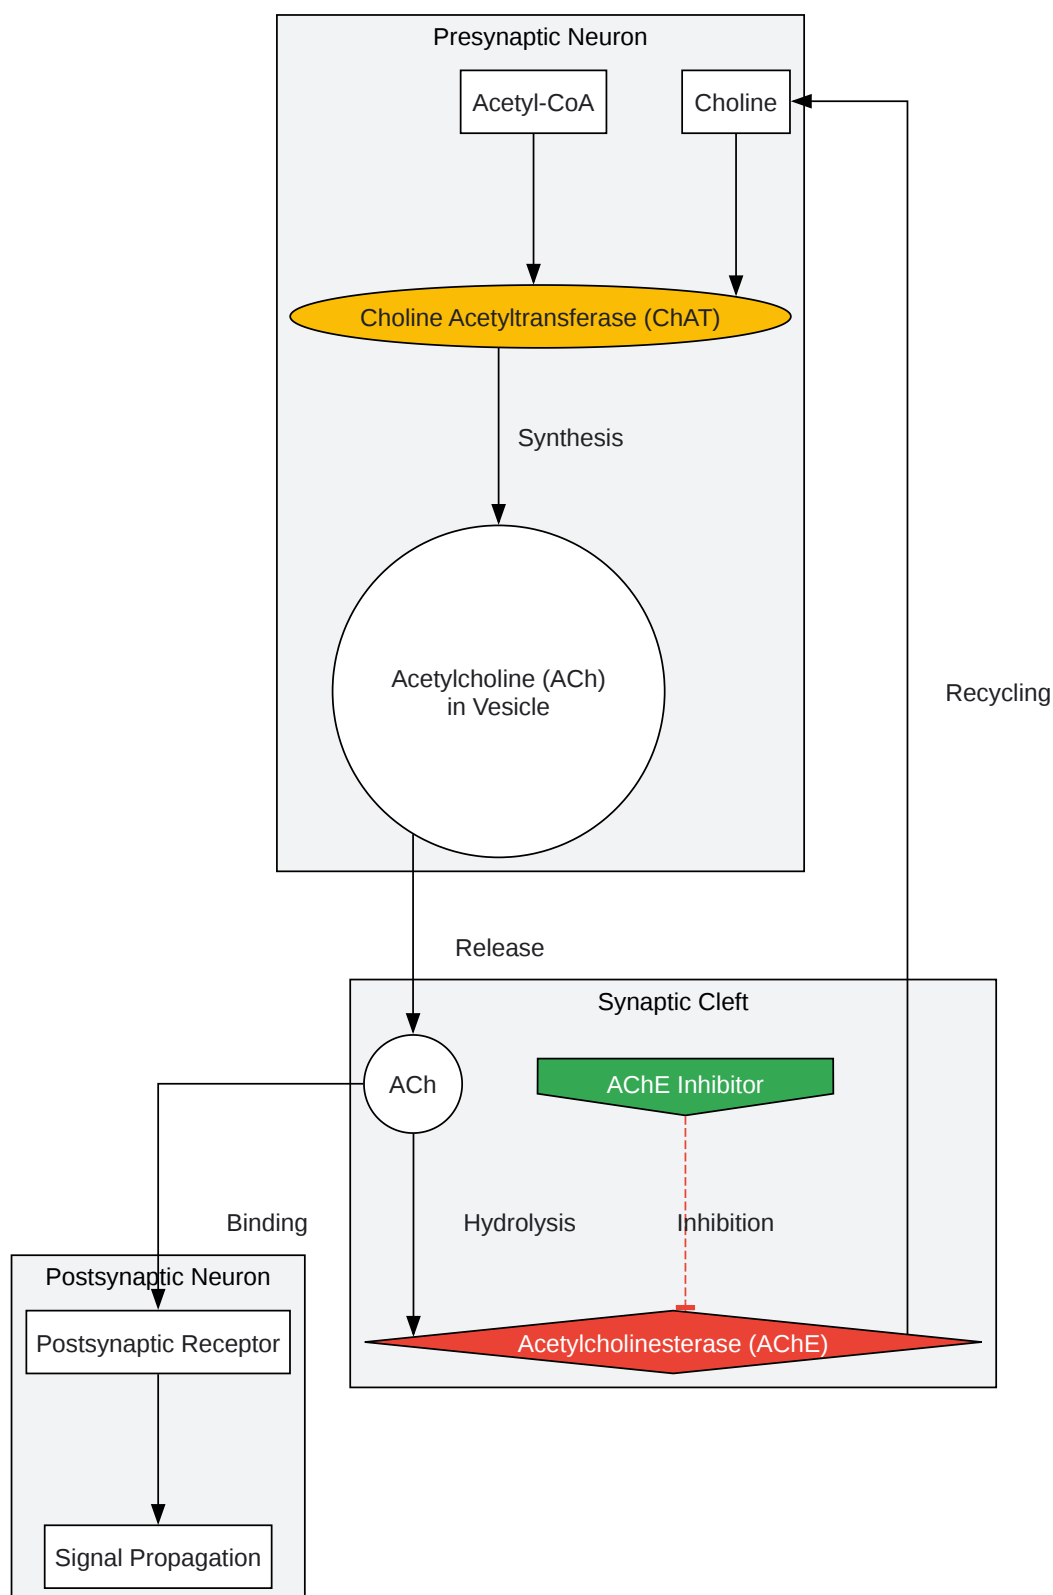 Presynaptic Neuron
Acetyl-CoA
Choline
Choline Acetyltransferase (ChAT)
Synthesis
Acetylcholine (ACh)
in Vesicle
Recycling
Release
Synaptic Cleft
ACh
AChE Inhibitor
Binding
Hydrolysis
Inhibition
Postsynaptic Neuron
Postsynaptic Receptor
Acetylcholinesterase (AChE)
Signal Propagation